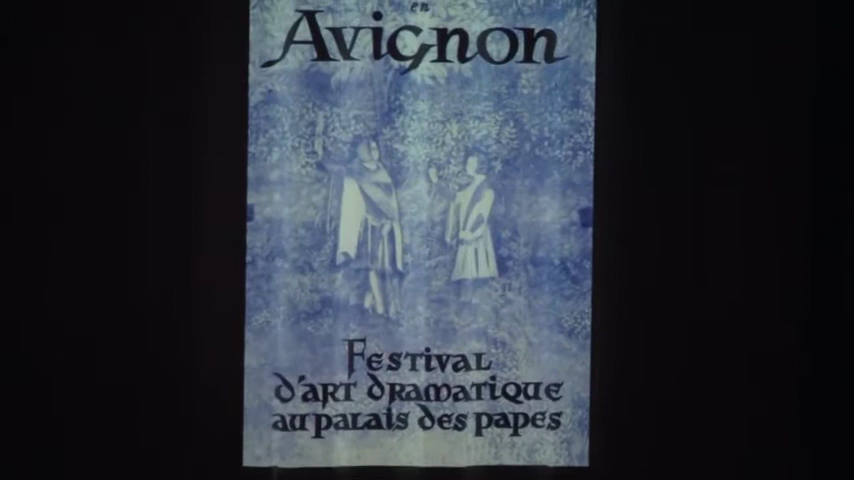 en
Avignon
Festival
d'art dramatique
au palais des papes